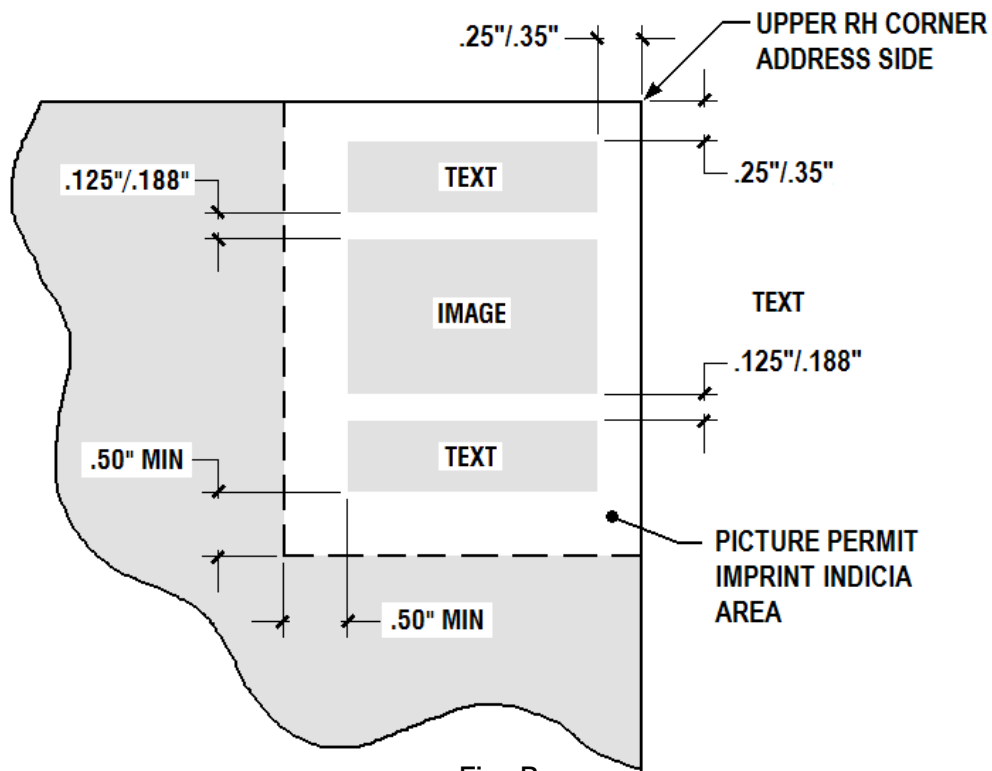 .25"/.35"
UPPER RH CORNER
ADDRESS SIDE
.125"/.188"
TEXT
.25"/.35"
IMAGE
TEXT
.125"/.188"
.50" MIN
TEXT
PICTURE PERMIT
IMPRINT INDICIA
AREA
.50" MIN
Fig. B